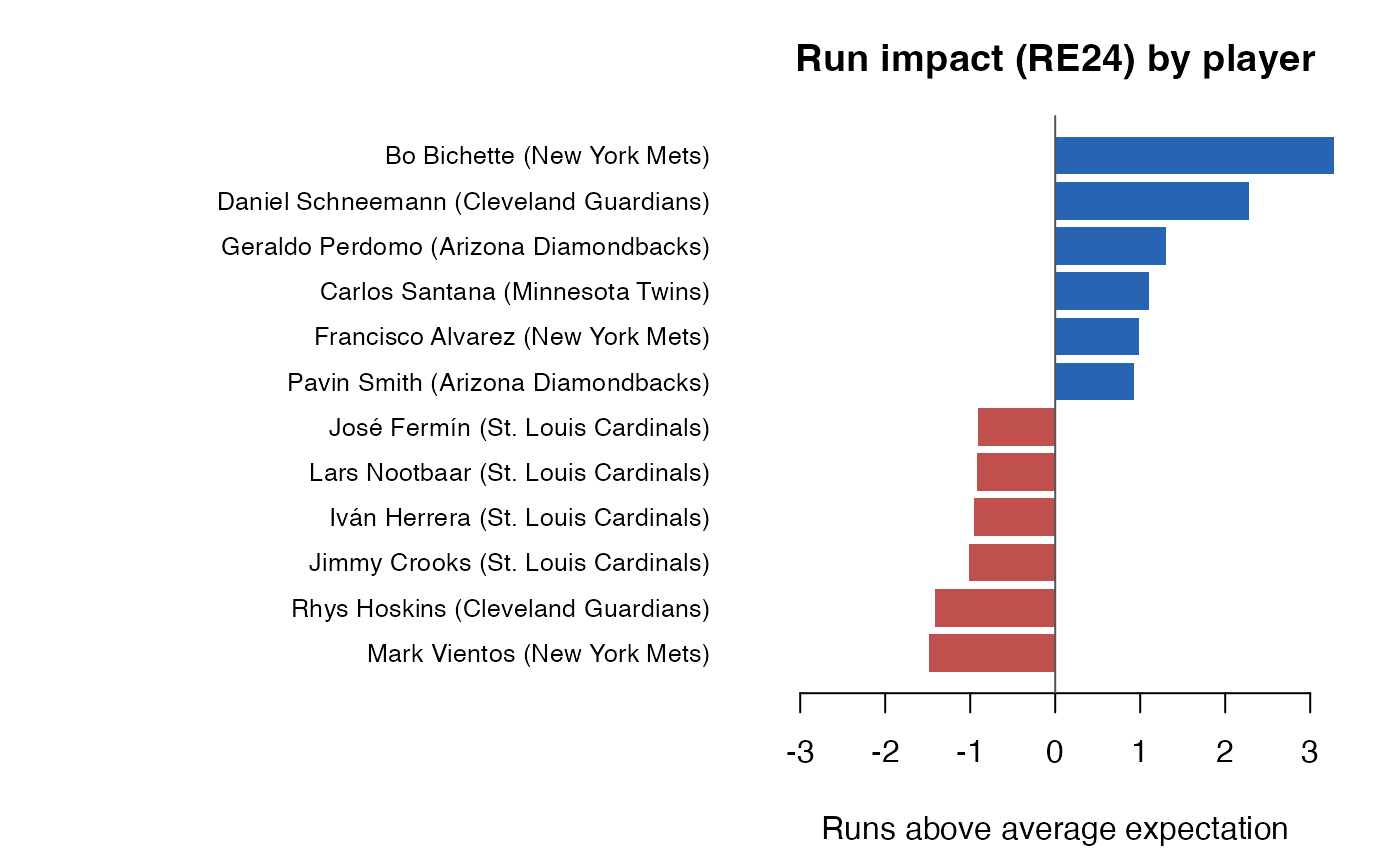 Run impact (RE24) by player
Bo Bichette (New York Mets)
Daniel Schneemann (Cleveland Guardians)
Geraldo Perdomo (Arizona Diamondbacks)
Carlos Santana (Minnesota Twins)
Francisco Alvarez (New York Mets)
Pavin Smith (Arizona Diamondbacks)
José Fermín (St. Louis Cardinals)
Lars Nootbaar (St. Louis Cardinals)
Iván Herrera (St. Louis Cardinals)
Jimmy Crooks (St. Louis Cardinals)
Rhys Hoskins (Cleveland Guardians)
Mark Vientos (New York Mets)
-3 -2 -1 0 1 2 3
Runs above average expectation